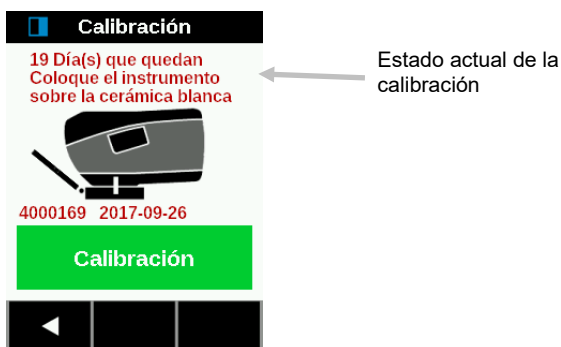 Calibración
19 Día(s) que quedan
Coloque el instrumento
sobre la cerámica blanca
4000169 2017-09-26
Calibración
Estado actual de la
calibración